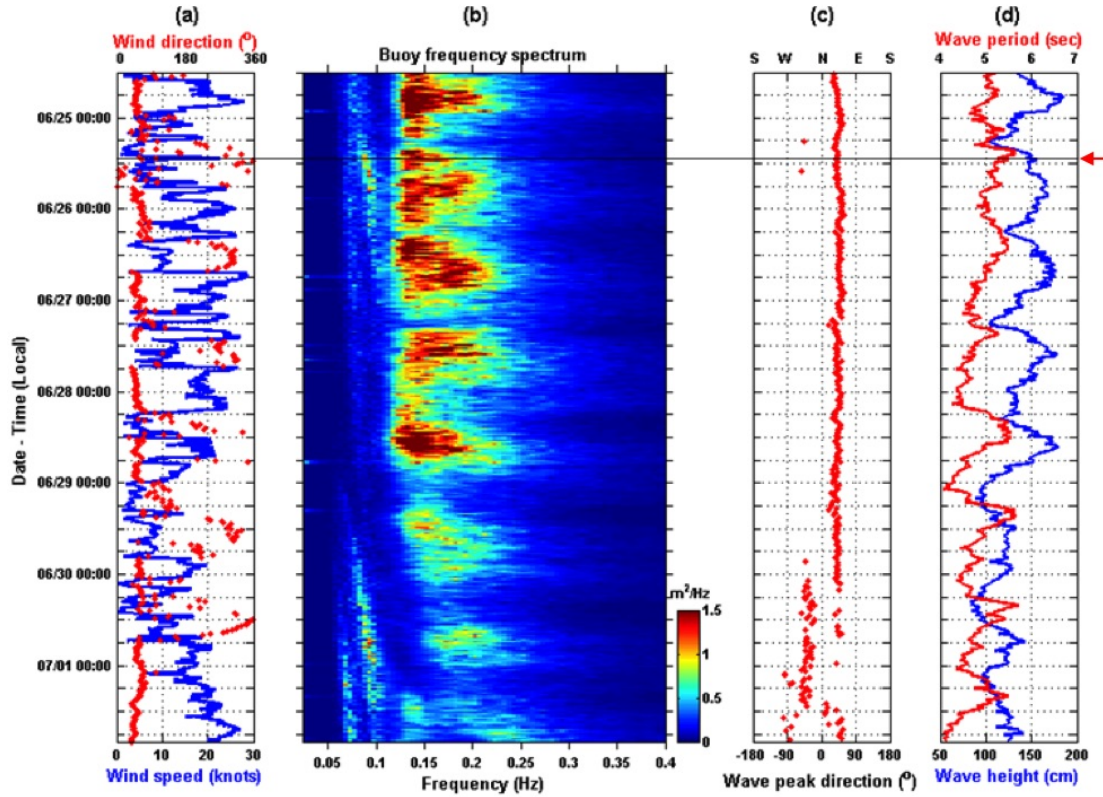 (a) (b) (c) (d)
Wind direction (º) Buoy frequency spectrum Wave period (sec)
0 180 360 S W N E S 4 5 6 7
Date - Time (Local)
06/25 00:00
06/26 00:00
06/27 00:00
06/28 00:00
06/29 00:00
06/30 00:00
07/01 00:00
m²/Hz
1.5
1
0.5
0
0 10 20 30 0.05 0.1 0.15 0.2 0.25 0.3 0.35 0.4 -180 -90 0 90 180 50 100 150 200
Wind speed (knots) Frequency (Hz) Wave peak direction (º) Wave height (cm)